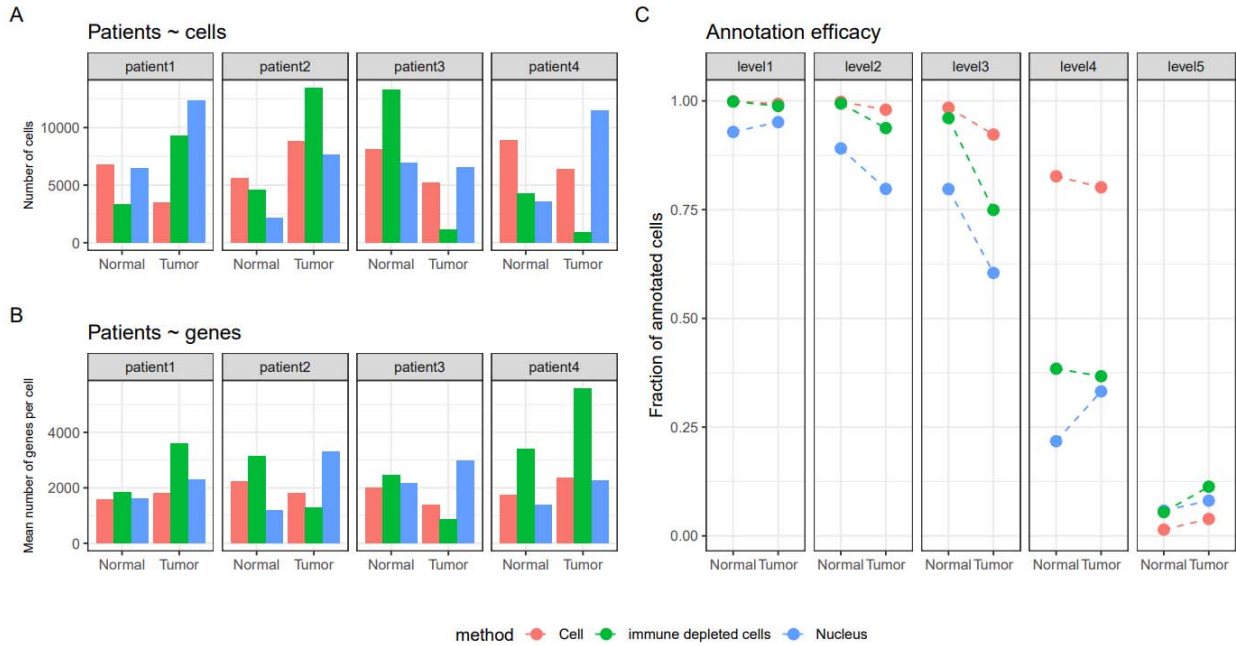 A
Patients ~ cells
patient1 patient2 patient3 patient4
Number of cells
10000
5000
0
Normal Tumor Normal Tumor Normal Tumor Normal Tumor
B
Patients ~ genes
patient1 patient2 patient3 patient4
Mean number of genes per cell
4000
2000
0
Normal Tumor Normal Tumor Normal Tumor Normal Tumor
C
Annotation efficacy
level1 level2 level3 level4 level5
Fraction of annotated cells
1.00
0.75
0.50
0.25
0.00
Normal Tumor Normal Tumor Normal Tumor Normal Tumor Normal Tumor
method Cell immune depleted cells Nucleus